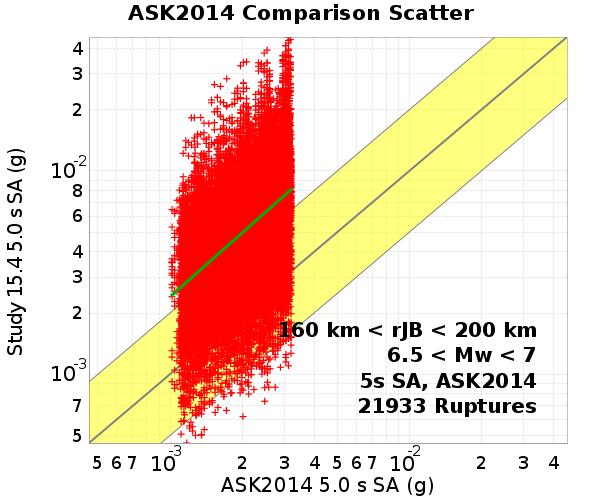 ASK2014 Comparison Scatter
Study 15.4 5.0 s SA (g)
4
3
2
10-2
8
6
4
3
2
10-3
7
5
160 km < rJB < 200 km
6.5 < Mw < 7
5s SA, ASK2014
21933 Ruptures
5 6 7 10-3 2 3 4 5 6 7 10-2 2 3 4
ASK2014 5.0 s SA (g)